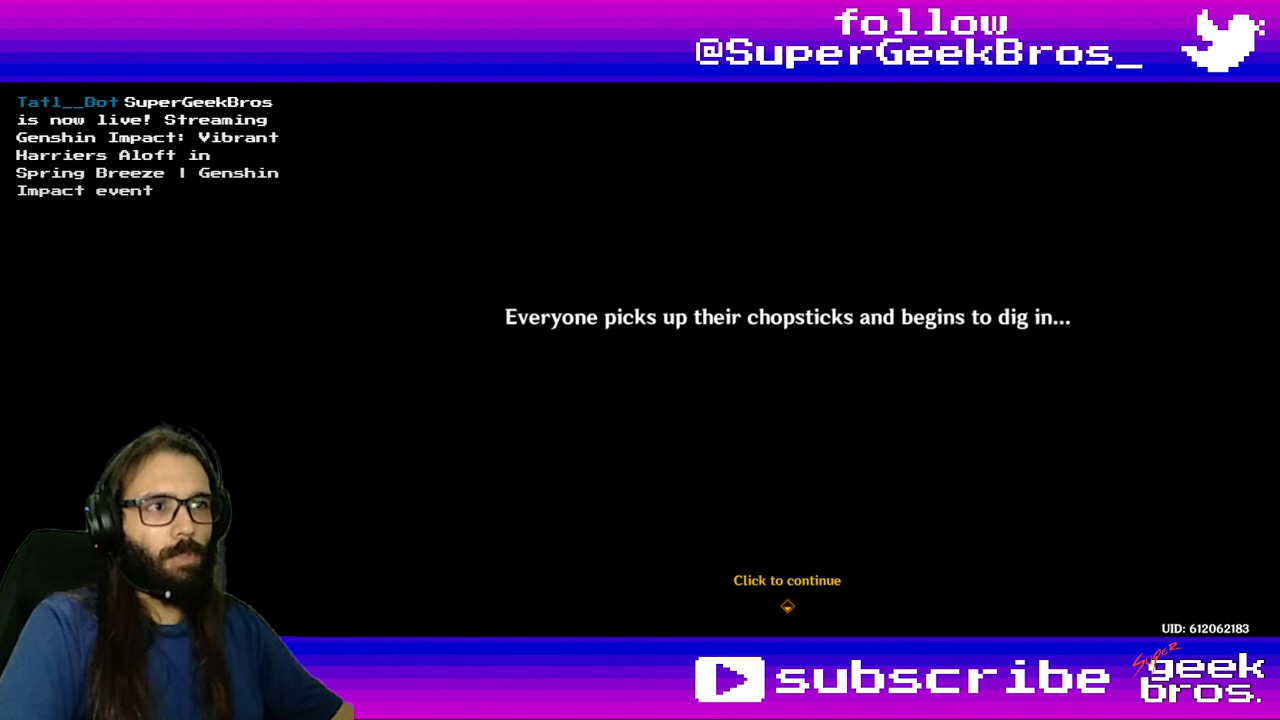 follow
@SuperGeekBros_
Tatl__Bot SuperGeekBros
is now live! Streaming
Genshin Impact: Vibrant
Harriers Aloft in
Spring Breeze | Genshin
Impact event
Everyone picks up their chopsticks and begins to dig in...
Click to continue
UID: 612062183
subscribe
SUPER
geek
bros.